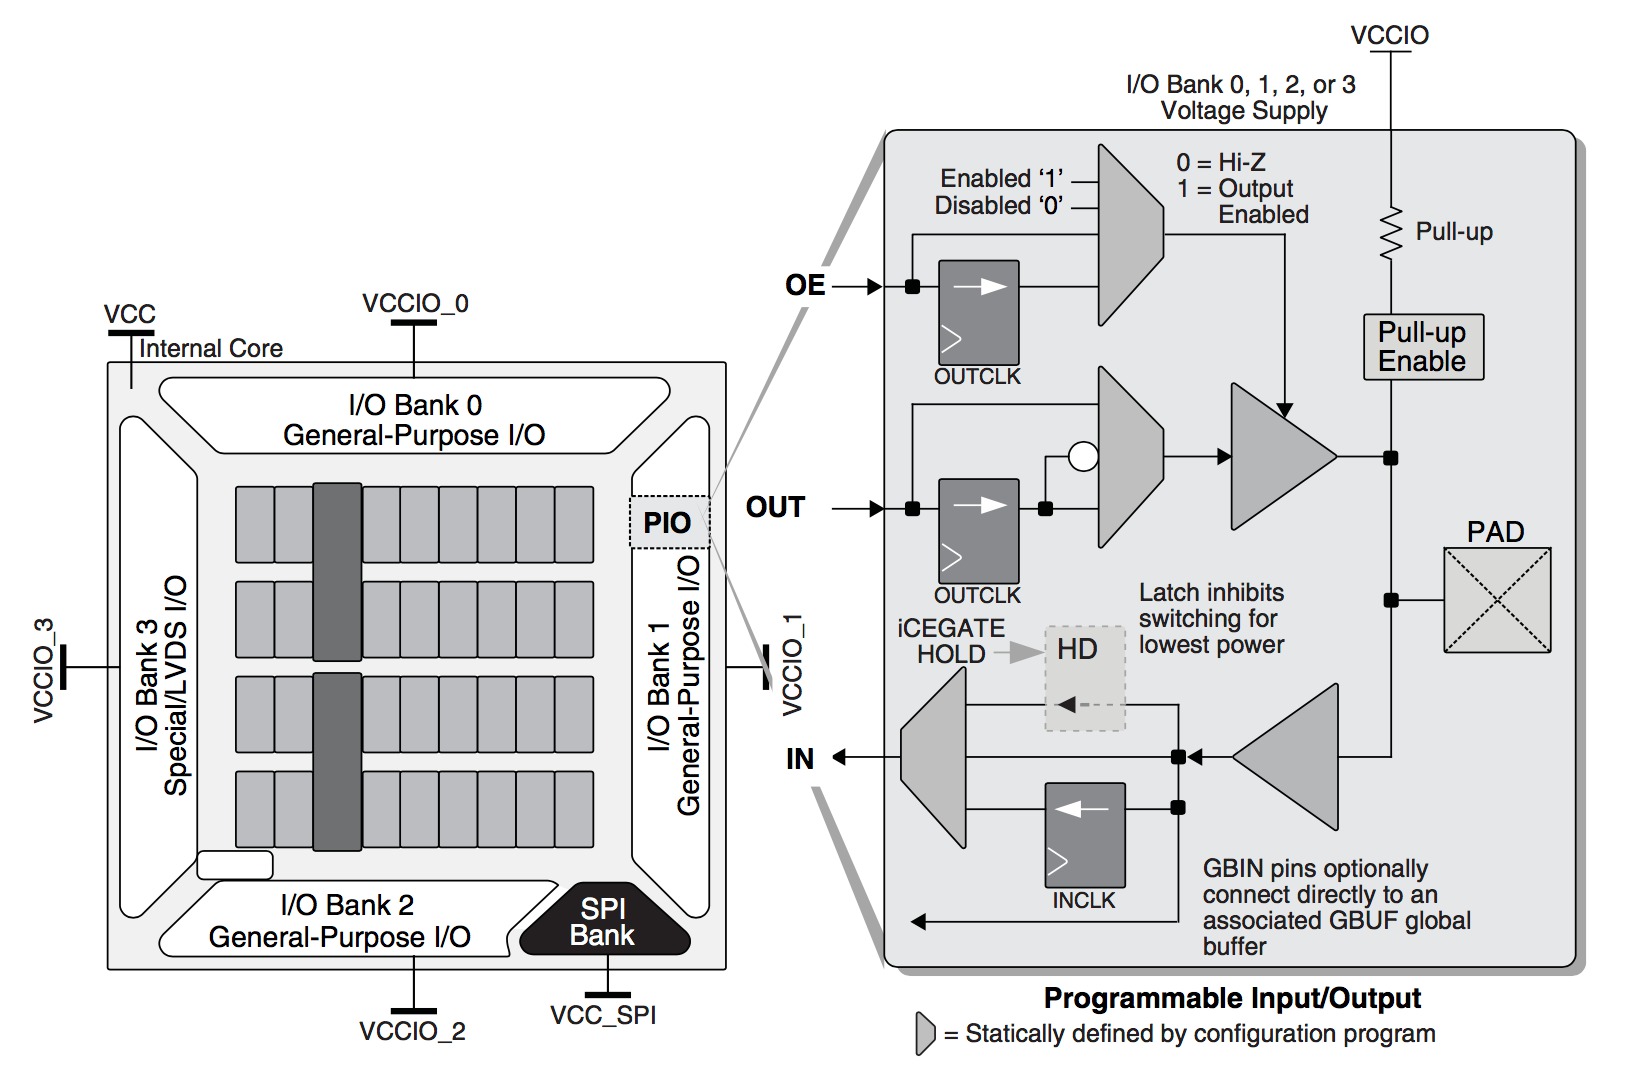 VCCIO
I/O Bank 0, 1, 2, or 3
Voltage Supply
Enabled ‘1’
Disabled ‘0’
0 = Hi-Z
1 = Output
Enabled
Pull-up
OE
OUTCLK
Pull-up
Enable
OUT
OUTCLK
PAD
Latch inhibits
switching for
lowest power
iCEGATE
HOLD
HD
IN
INCLK
GBIN pins optionally
connect directly to an
associated GBUF global
buffer
Programmable Input/Output
= Statically defined by configuration program
VCC
Internal Core
VCCIO_0
I/O Bank 0
General-Purpose I/O
PIO
I/O Bank 1
General-Purpose I/O
VCCIO_1
VCCIO_3
I/O Bank 3
Special/LVDS I/O
I/O Bank 2
General-Purpose I/O
SPI
Bank
VCCIO_2
VCC_SPI